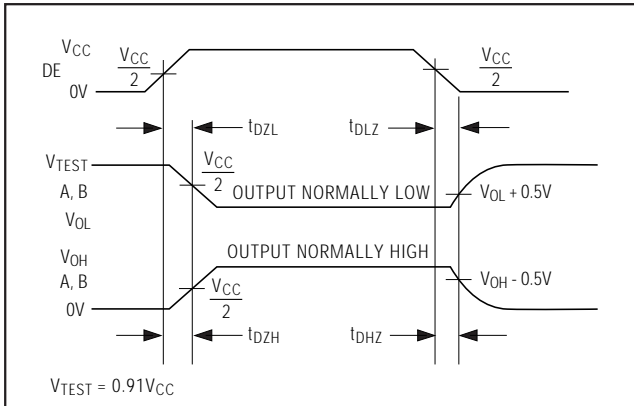 VCC
DE
0V
VCC
2
VCC
2
tDZL
tDLZ
VTEST
A, B
VOL
VCC
2
OUTPUT NORMALLY LOW
VOL + 0.5V
OUTPUT NORMALLY HIGH
VOH
A, B
0V
VCC
2
VOH - 0.5V
tDZH
tDHZ
VTEST = 0.91VCC